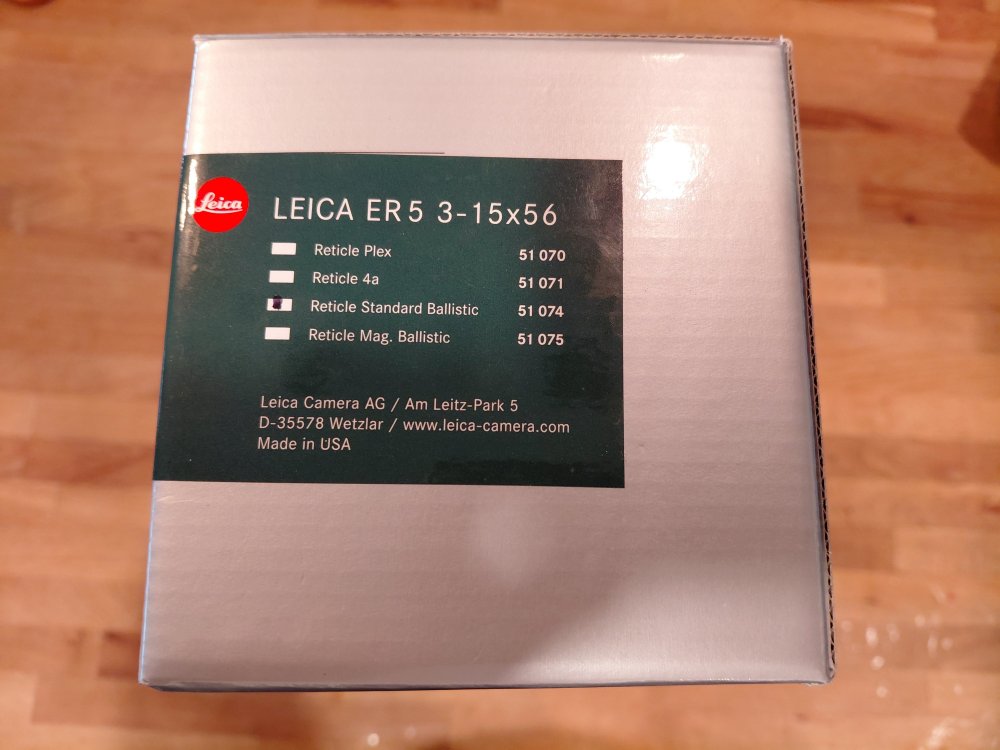 Leica
LEICA ER 5 3-15x56
Reticle Plex 51 070
Reticle 4a 51 071
Reticle Standard Ballistic 51 074
Reticle Mag. Ballistic 51 075
Leica Camera AG / Am Leitz-Park 5
D-35578 Wetzlar / www.leica-camera.com
Made in USA